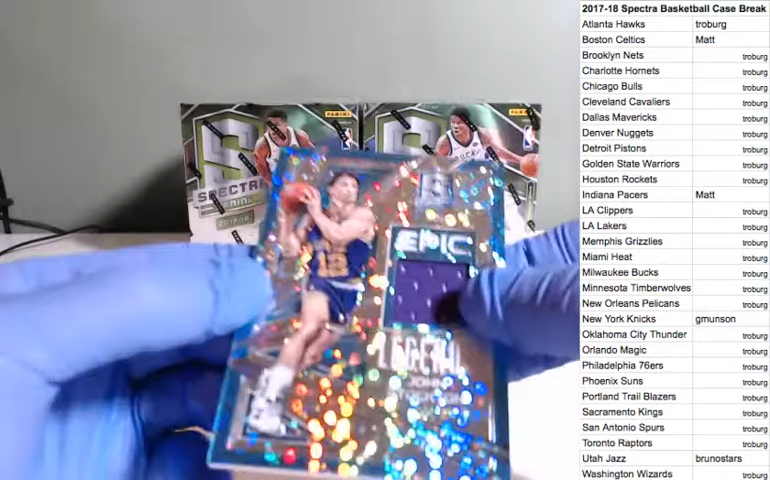 2017-18 Spectra Basketball Case Break
Atlanta Hawks troburg
Boston Celtics Matt
Brooklyn Nets troburg
Charlotte Hornets troburg
Chicago Bulls troburg
Cleveland Cavaliers troburg
Dallas Mavericks troburg
Denver Nuggets troburg
Detroit Pistons troburg
Golden State Warriors troburg
Houston Rockets troburg
Indiana Pacers Matt
LA Clippers troburg
LA Lakers troburg
Memphis Grizzlies troburg
Miami Heat troburg
Milwaukee Bucks troburg
Minnesota Timberwolves troburg
New Orleans Pelicans troburg
New York Knicks gmunson
Oklahoma City Thunder troburg
Orlando Magic troburg
Philadelphia 76ers troburg
Phoenix Suns troburg
Portland Trail Blazers troburg
Sacramento Kings troburg
San Antonio Spurs troburg
Toronto Raptors troburg
Utah Jazz brunostars
Washington Wizards troburg
PANINI
PANINI
SPECTRA
EPIC
12
LEGEND
JOHN